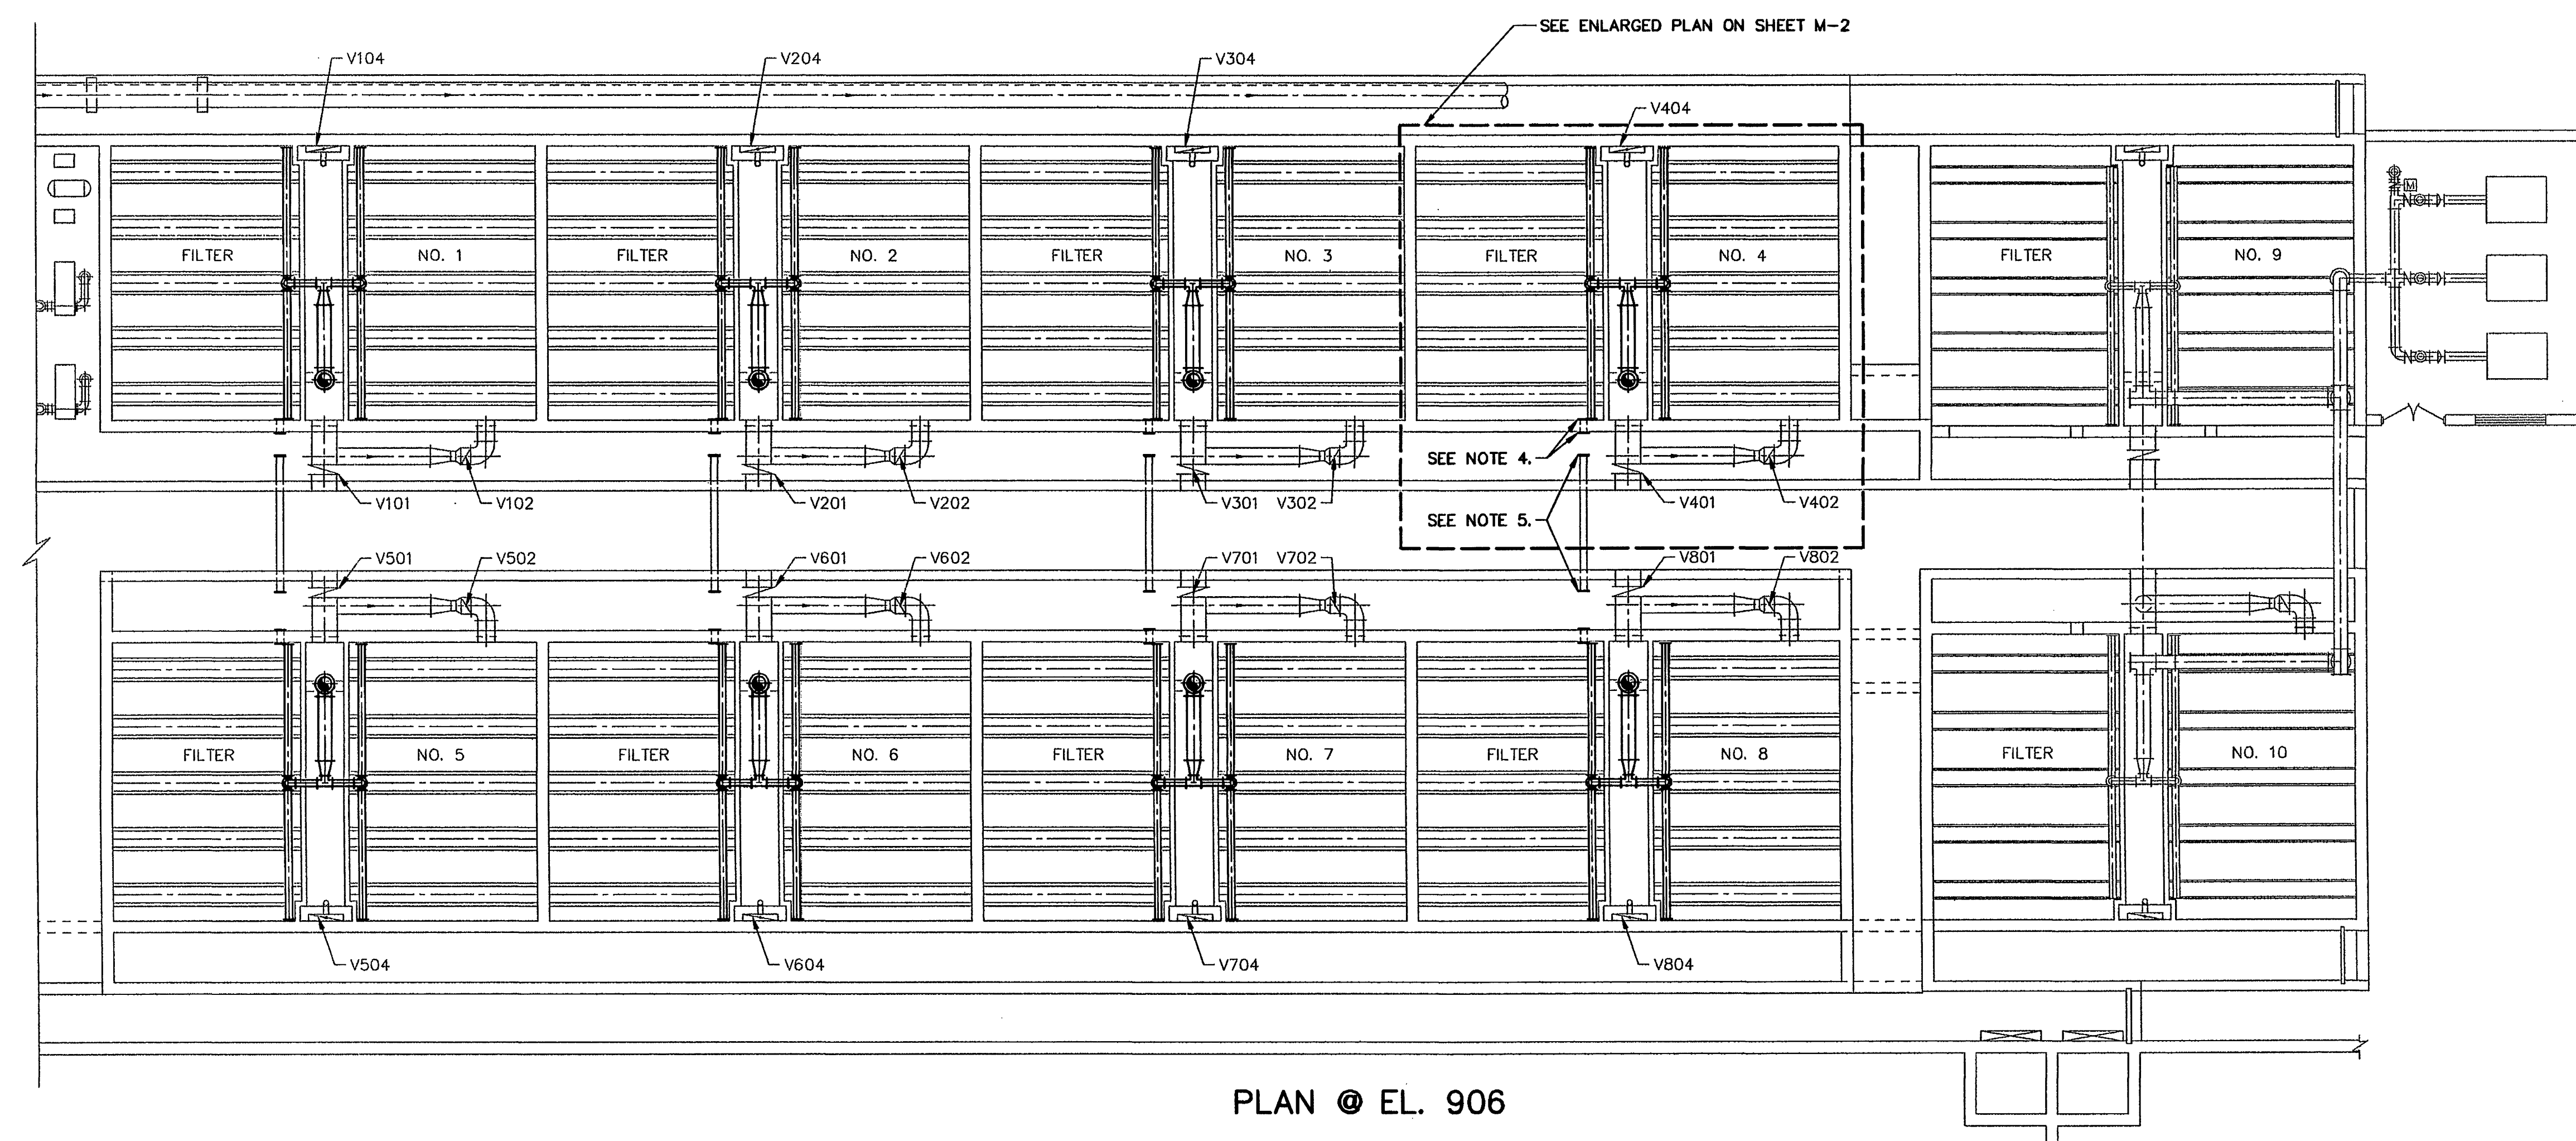 SEE ENLARGED PLAN ON SHEET M-2
V104
V204
V304
V404
M
FILTER NO. 1
FILTER NO. 2
FILTER NO. 3
FILTER NO. 4
FILTER NO. 9
SEE NOTE 4.
V101
V102
V201
V202
V301
V302
V401
V402
SEE NOTE 5.
V501
V502
V601
V602
V701
V702
V801
V802
FILTER NO. 5
FILTER NO. 6
FILTER NO. 7
FILTER NO. 8
FILTER NO. 10
V504
V604
V704
V804
PLAN @ EL. 906